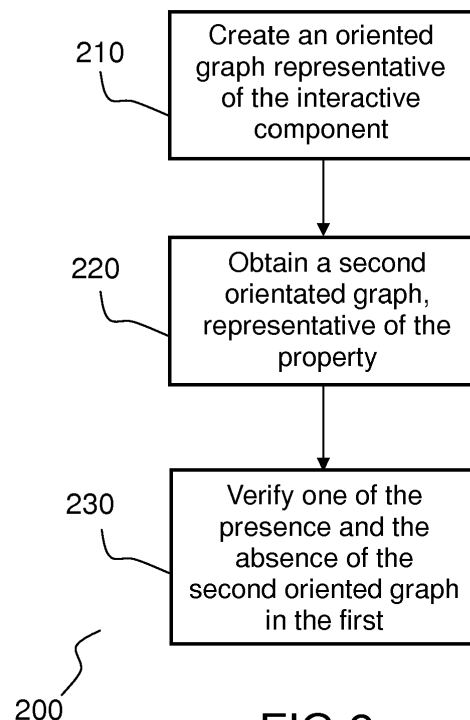 210
Create an oriented
graph representative
of the interactive
component
220
Obtain a second
orientated graph,
representative of the
property
230
Verify one of the
presence and the
absence of the
second oriented graph
in the first
200